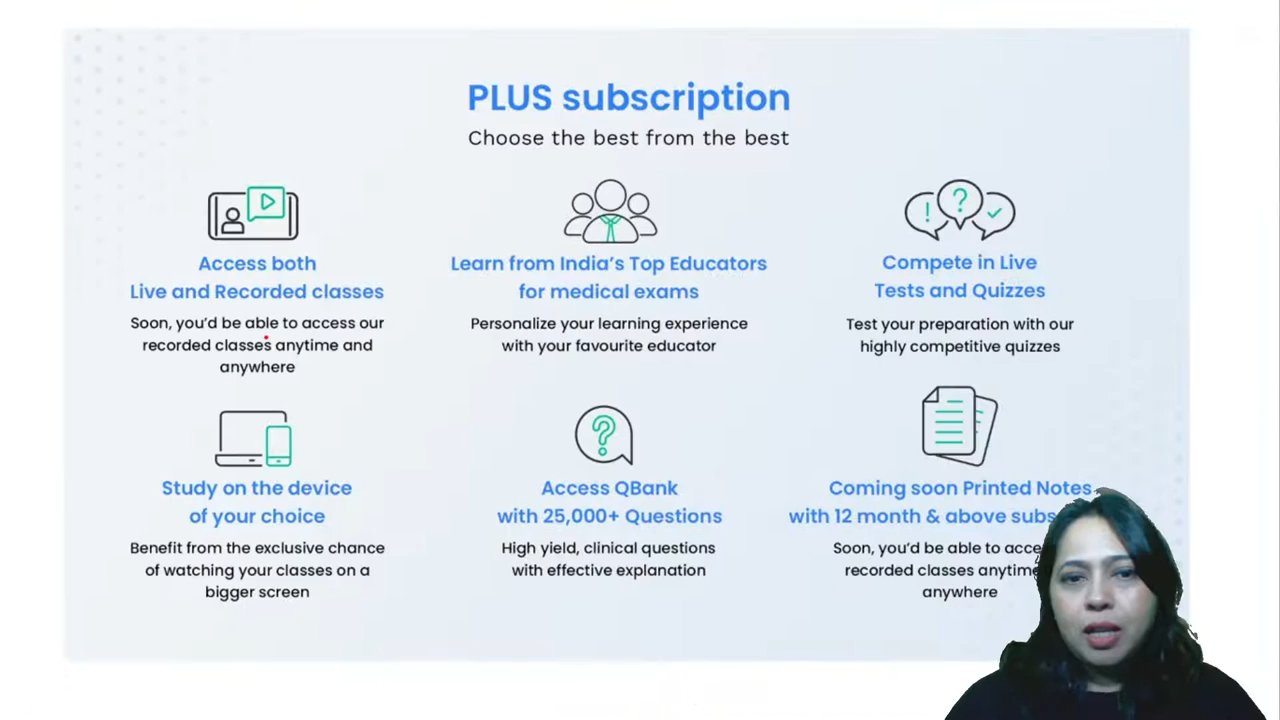 PLUS subscription
Choose the best from the best
Access both
Live and Recorded classes
Soon, you'd be able to access our
recorded classes anytime and
anywhere
Learn from India's Top Educators
for medical exams
Personalize your learning experience
with your favourite educator
Compete in Live
Tests and Quizzes
Test your preparation with our
highly competitive quizzes
Study on the device
of your choice
Benefit from the exclusive chance
of watching your classes on a
bigger screen
Access QBank
with 25,000+ Questions
High yield, clinical questions
with effective explanation
Coming soon Printed Notes
with 12 month & above
Soon, you'd be able to
recorded classes anytime
anywhere